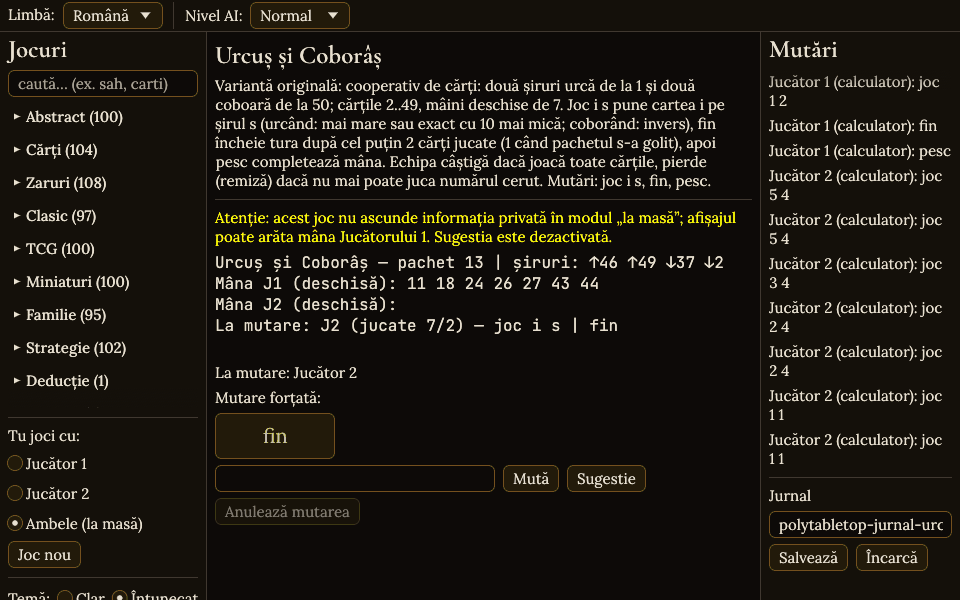 Limbă: Română ▼ Nivel AI: Normal ▼
Jocuri
caută... (ex. sah, carti)
▸ Abstract (100)
▸ Cărți (104)
▸ Zaruri (108)
▸ Clasic (97)
▸ TCG (100)
▸ Miniaturi (100)
▸ Familie (95)
▸ Strategie (102)
▸ Deducție (1)
Tu joci cu:
Jucător 1
Jucător 2
Ambele (la masă)
Joc nou
Temă: Clar Întunecat
Urcuș și Coborâș
Variantă originală: cooperativ de cărți: două șiruri urcă de la 1 și două
coboară de la 50; cărțile 2..49, mâini deschise de 7. Joc i s pune cartea i pe
șirul s (urcând: mai mare sau exact cu 10 mai mică; coborând: invers), fin
încheie tura după cel puțin 2 cărți jucate (1 când pachetul s-a golit), apoi
pesc completează mâna. Echipa câștigă dacă joacă toate cărțile, pierde
(remiză) dacă nu mai poate juca numărul cerut. Mutări: joc i s, fin, pesc.
Atenție: acest joc nu ascunde informația privată în modul „la masă”; afișajul
poate arăta mâna Jucătorului 1. Sugestia este dezactivată.
Urcuș și Coborâș — pachet 13 | șiruri: ↑46 ↑49 ↓37 ↓2
Mâna J1 (deschisă): 11 18 24 26 27 43 44
Mâna J2 (deschisă):
La mutare: J2 (jucate 7/2) — joc i s | fin
La mutare: Jucător 2
Mutare forțată:
fin
Mută Sugestie
Anulează mutarea
Mutări
Jucător 1 (calculator): joc
1 2
Jucător 1 (calculator): fin
Jucător 1 (calculator): pesc
Jucător 2 (calculator): joc
5 4
Jucător 2 (calculator): joc
5 4
Jucător 2 (calculator): joc
3 4
Jucător 2 (calculator): joc
2 4
Jucător 2 (calculator): joc
2 4
Jucător 2 (calculator): joc
1 1
Jucător 2 (calculator): joc
1 1
Jurnal
polytabletop-jurnal-urc
Salvează Încarcă